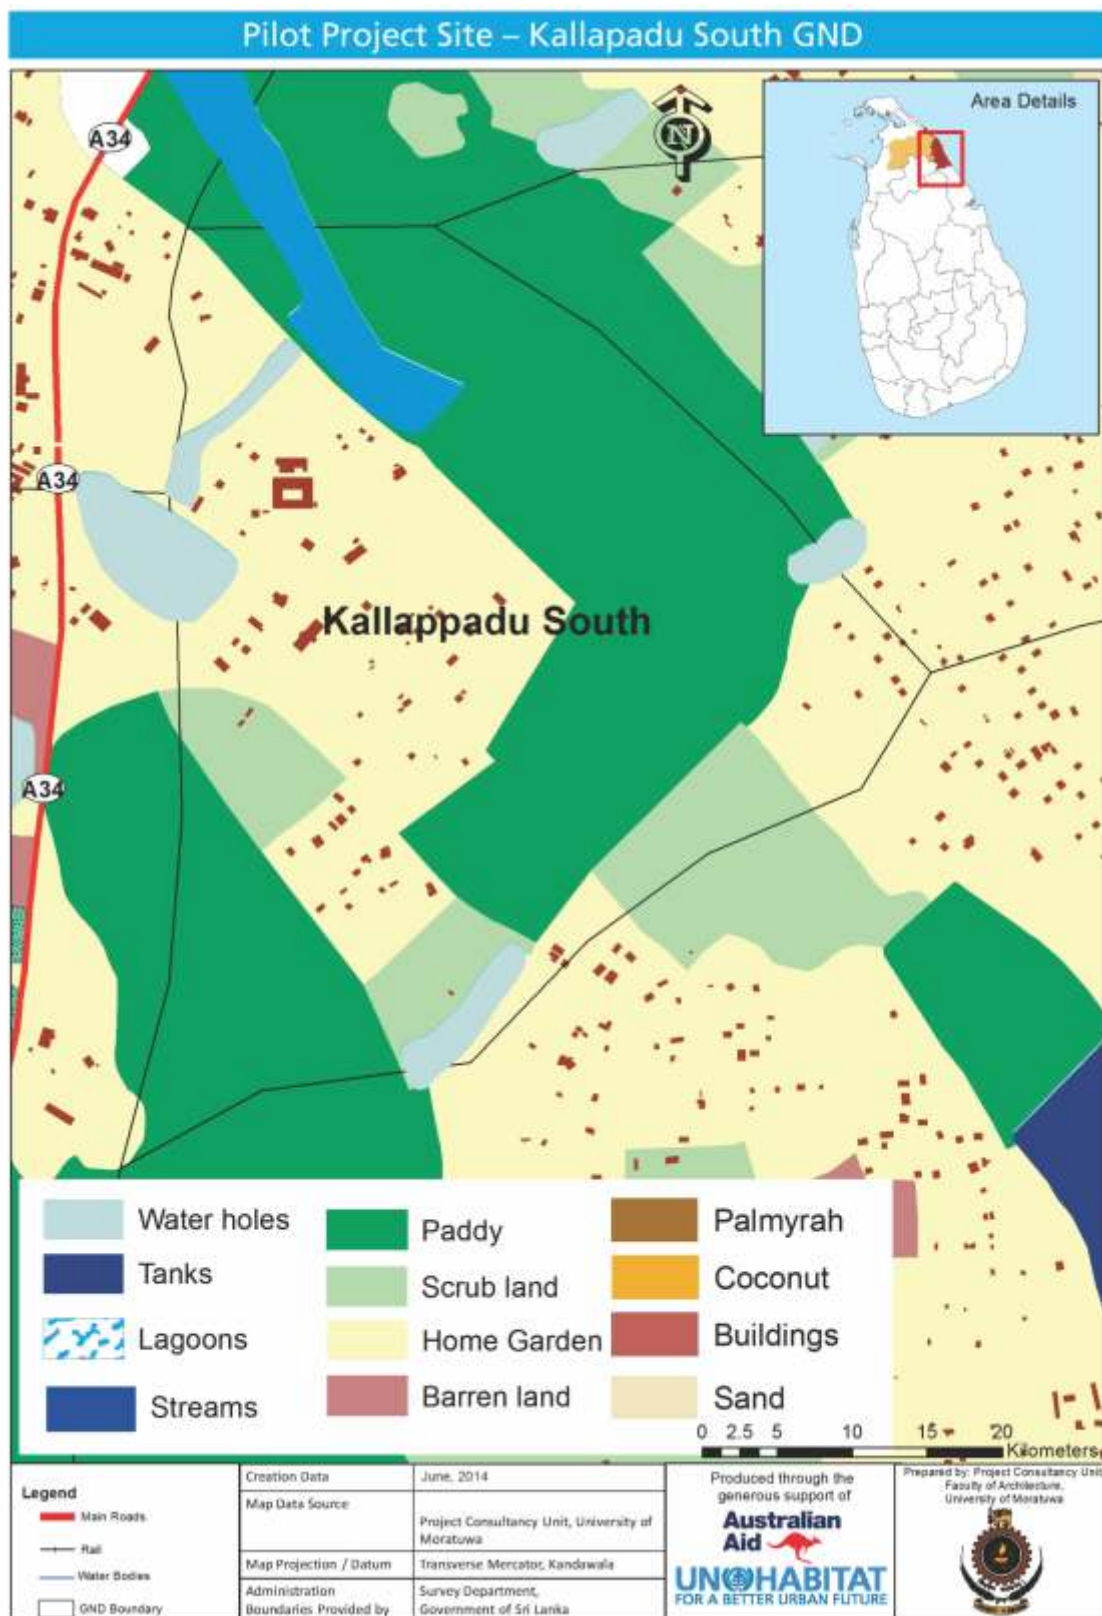 Pilot Project Site – Kallapadu South GND
A34
N
Area Details
A34
Kallappadu South
A34
Water holes
Tanks
Lagoons
Streams
Paddy
Scrub land
Home Garden
Barren land
Palmyrah
Coconut
Buildings
Sand
0 2.5 5 10 15 20
Kilometers
Legend
Main Roads
Rail
Water Bodies
GND Boundary
Creation Data
June, 2014
Map Data Source
Project Consultancy Unit, University of
Moratuwa
Map Projection / Datum
Transverse Mercator, Kandawala
Administration
Boundaries Provided by
Survey Department,
Government of Sri Lanka
Produced through the
generous support of
Australian
Aid
UN HABITAT
FOR A BETTER URBAN FUTURE
Prepared by: Project Consultancy Unit
Faculty of Architecture,
University of Moratuwa